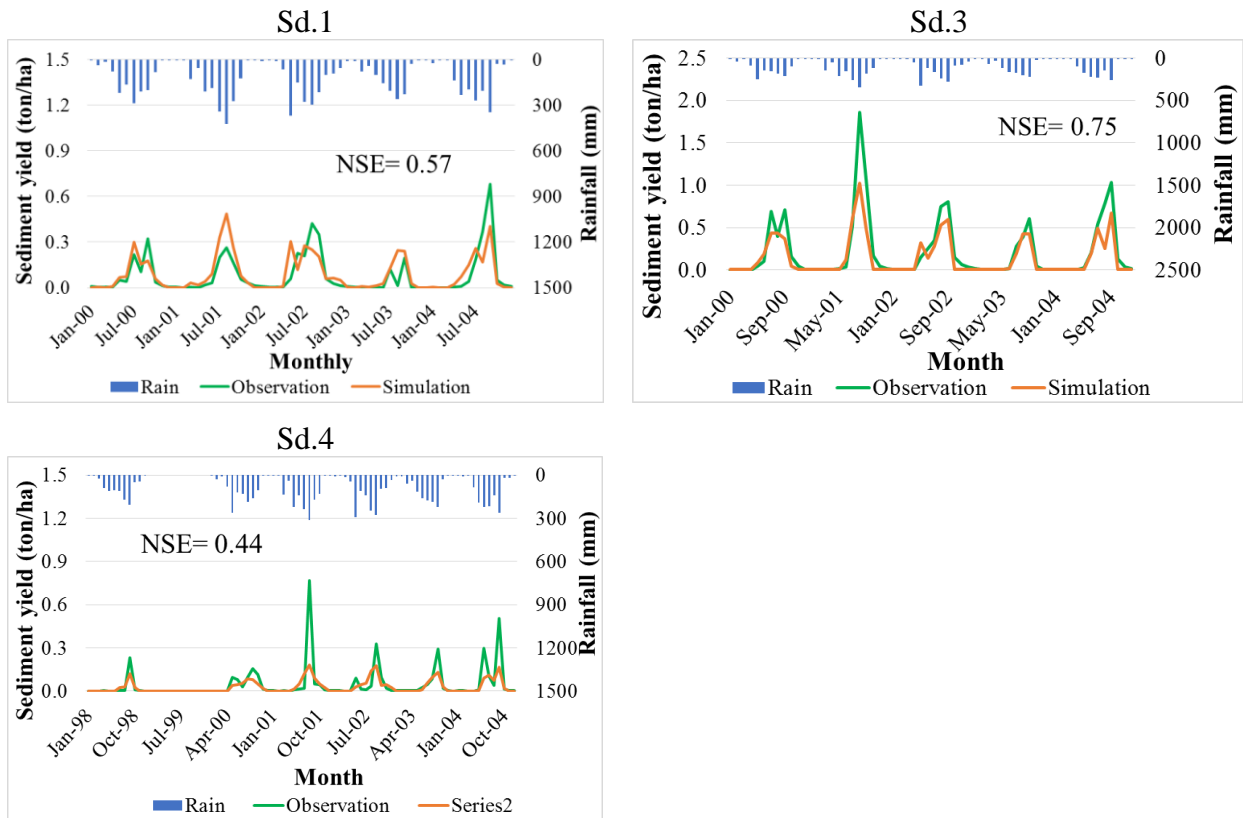 Sd.1
1.5
1.2
0.9
0.6
0.3
0.0
Sediment yield (ton/ha)
0
300
600
900
1200
1500
Rainfall (mm)
NSE= 0.57
Jan-00
Jul-00
Jan-01
Jul-01
Jan-02
Jul-02
Jan-03
Jul-03
Jan-04
Jul-04
Monthly
Rain Observation Simulation
Sd.3
2.5
2.0
1.5
1.0
0.5
0.0
Sediment yield (ton/ha)
0
500
1000
1500
2000
2500
Rainfall (mm)
NSE= 0.75
Jan-00
Sep-00
May-01
Jan-02
Sep-02
May-03
Jan-04
Sep-04
Month
Rain Observation Simulation
Sd.4
1.5
1.2
0.9
0.6
0.3
0.0
Sediment yield (ton/ha)
0
300
600
900
1200
1500
Rainfall (mm)
NSE= 0.44
Jan-98
Oct-98
Jul-99
Apr-00
Jan-01
Oct-01
Jul-02
Apr-03
Jan-04
Oct-04
Month
Rain Observation Series2